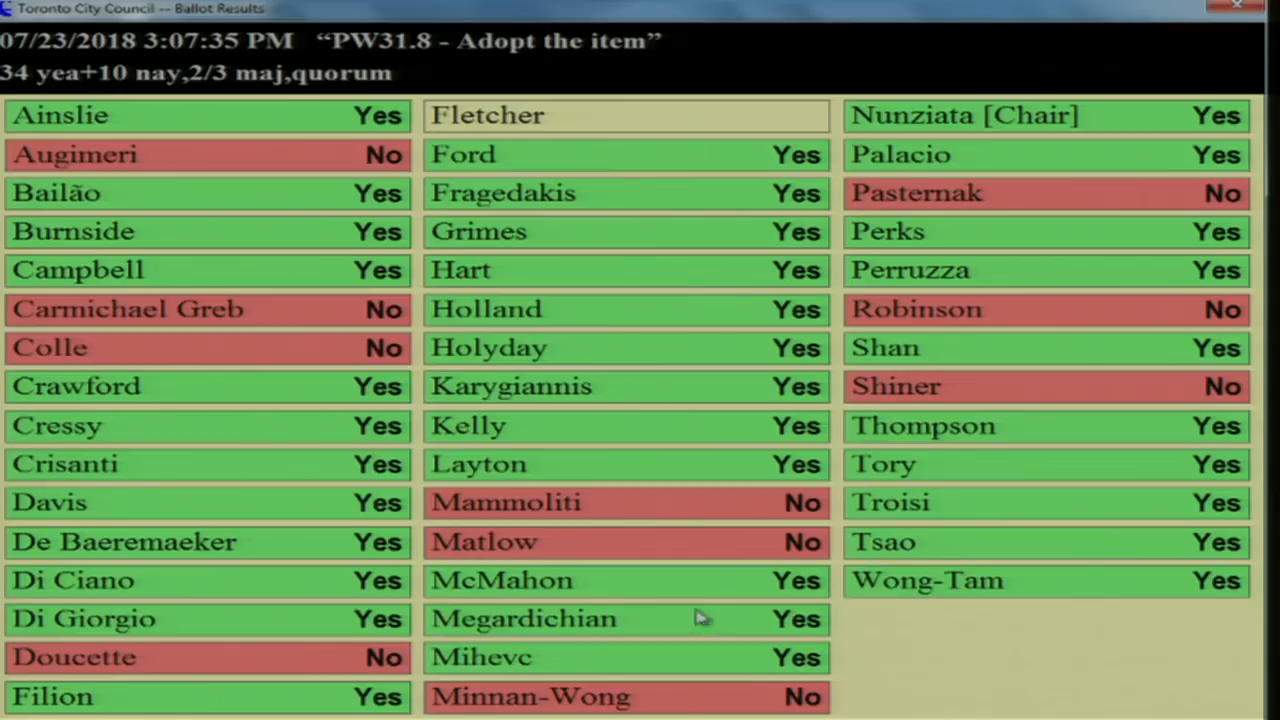 Toronto City Council -- Ballot Results
07/23/2018 3:07:35 PM “PW31.8 - Adopt the item”
34 yea+10 nay,2/3 maj,quorum
Ainslie Yes
Augimeri No
Bailão Yes
Burnside Yes
Campbell Yes
Carmichael Greb No
Colle No
Crawford Yes
Cressy Yes
Crisanti Yes
Davis Yes
De Baeremaeker Yes
Di Ciano Yes
Di Giorgio Yes
Doucette No
Filion Yes
Fletcher
Ford Yes
Fragedakis Yes
Grimes Yes
Hart Yes
Holland Yes
Holyday Yes
Karygiannis Yes
Kelly Yes
Layton Yes
Mammoliti No
Matlow No
McMahon Yes
Megardichian Yes
Mihevc Yes
Minnan-Wong No
Nunziata [Chair] Yes
Palacio Yes
Pasternak No
Perks Yes
Perruzza Yes
Robinson No
Shan Yes
Shiner No
Thompson Yes
Tory Yes
Troisi Yes
Tsao Yes
Wong-Tam Yes